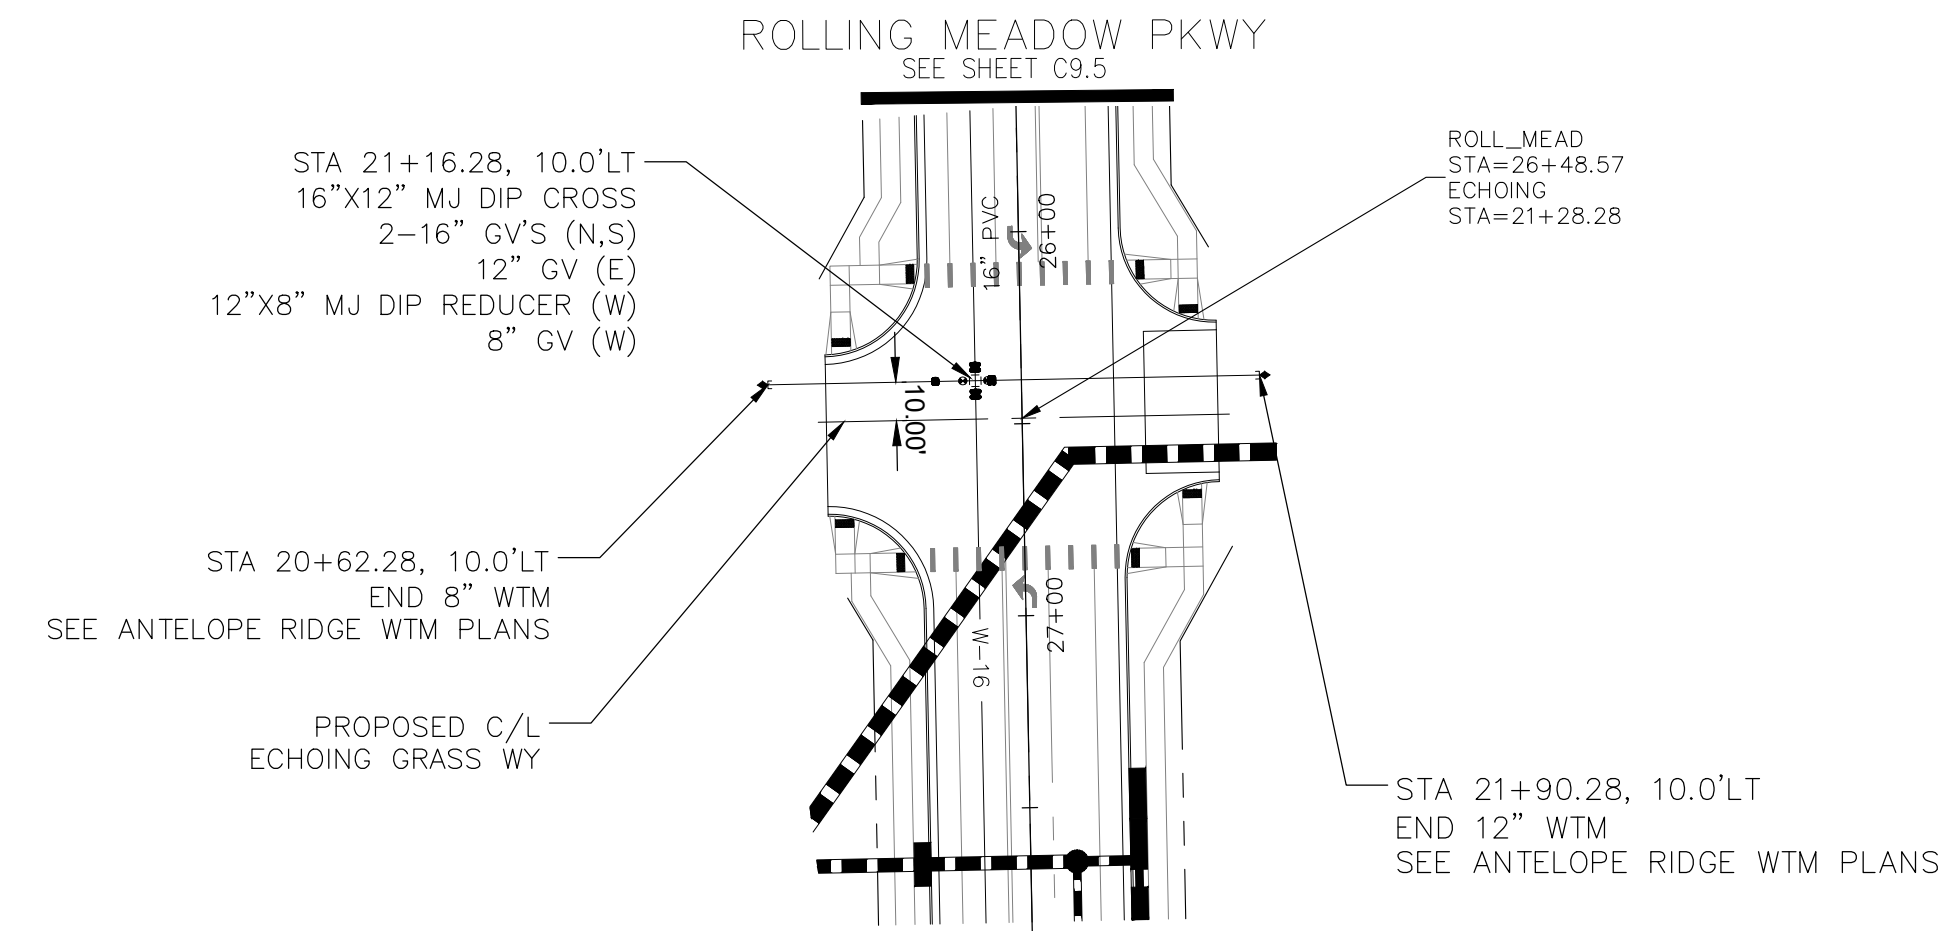 ROLLING MEADOW PKWY
SEE SHEET C9.5
STA 21+16.28, 10.0'LT
16"X12" MJ DIP CROSS
2-16" GV'S (N,S)
12" GV (E)
12"X8" MJ DIP REDUCER (W)
8" GV (W)
ROLL_MEAD
STA=26+48.57
ECHOING
STA=21+28.28
16" PVC
26+00
10.00'
STA 20+62.28, 10.0'LT
END 8" WTM
SEE ANTELOPE RIDGE WTM PLANS
27+00
W-16
PROPOSED C/L
ECHOING GRASS WY
STA 21+90.28, 10.0'LT
END 12" WTM
SEE ANTELOPE RIDGE WTM PLANS